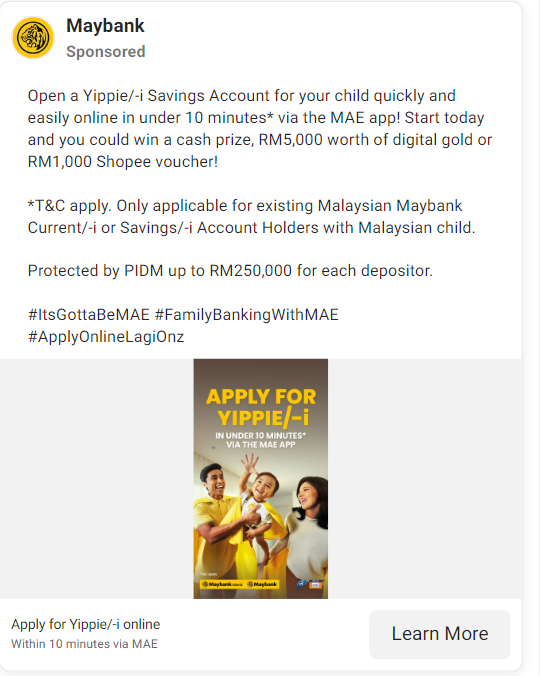 Maybank
Sponsored
Open a Yippie/-i Savings Account for your child quickly and
easily online in under 10 minutes* via the MAE app! Start today
and you could win a cash prize, RM5,000 worth of digital gold or
RM1,000 Shopee voucher!
*T&C apply. Only applicable for existing Malaysian Maybank
Current/-i or Savings/-i Account Holders with Malaysian child.
Protected by PIDM up to RM250,000 for each depositor.
#ItsGottaBeMAE #FamilyBankingWithMAE
#ApplyOnlineLagiOnz
APPLY FOR
YIPPIE/-i
IN UNDER 10 MINUTES*
VIA THE MAE APP
Maybank
Maybank
Apply for Yippie/-i online
Within 10 minutes via MAE
Learn More